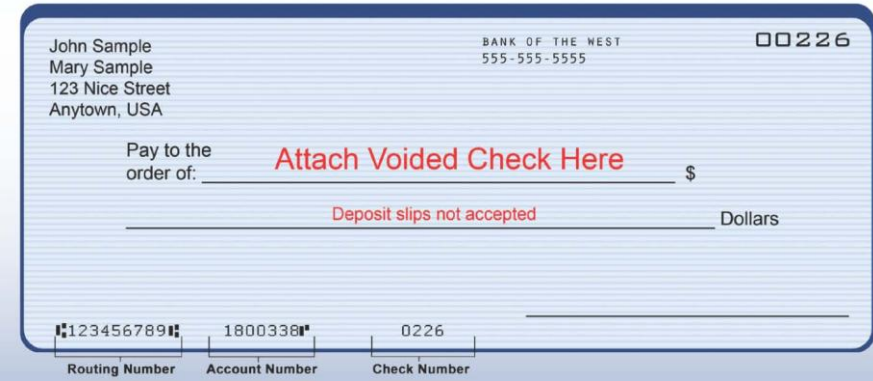 John Sample
Mary Sample
123 Nice Street
Anytown, USA
BANK OF THE WEST
555-555-5555
00226
Pay to the
order of:
Attach Voided Check Here
$
Deposit slips not accepted
Dollars
⑆123456789⑆ 1800338⑈ 0226
Routing Number Account Number Check Number